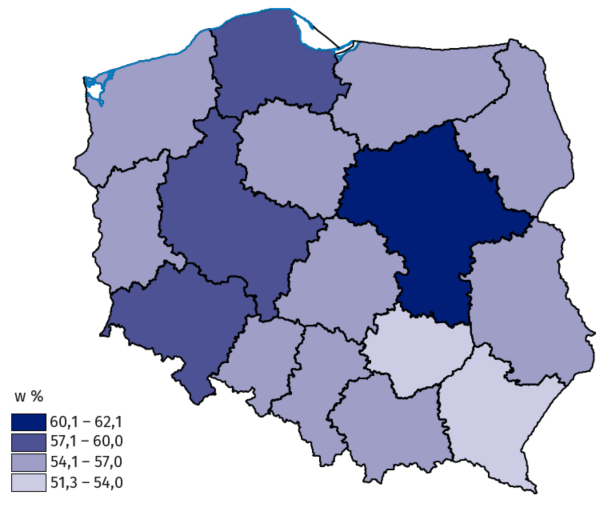 w %
60,1 – 62,1
57,1 – 60,0
54,1 – 57,0
51,3 – 54,0